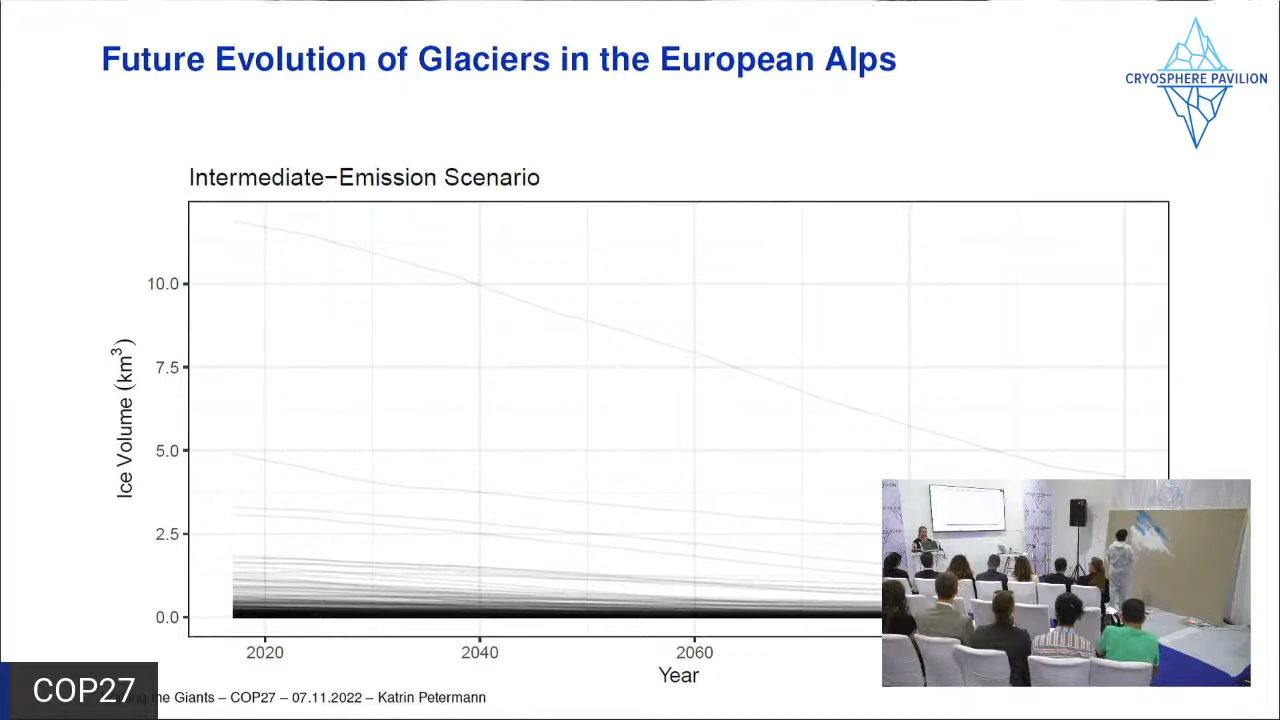 Future Evolution of Glaciers in the European Alps
CRYOSPHERE PAVILION
Intermediate−Emission Scenario
10.0
7.5
5.0
2.5
0.0
Ice Volume (km³)
2020
2040
2060
Year
COP27
the Giants – COP27 – 07.11.2022 – Katrin Petermann